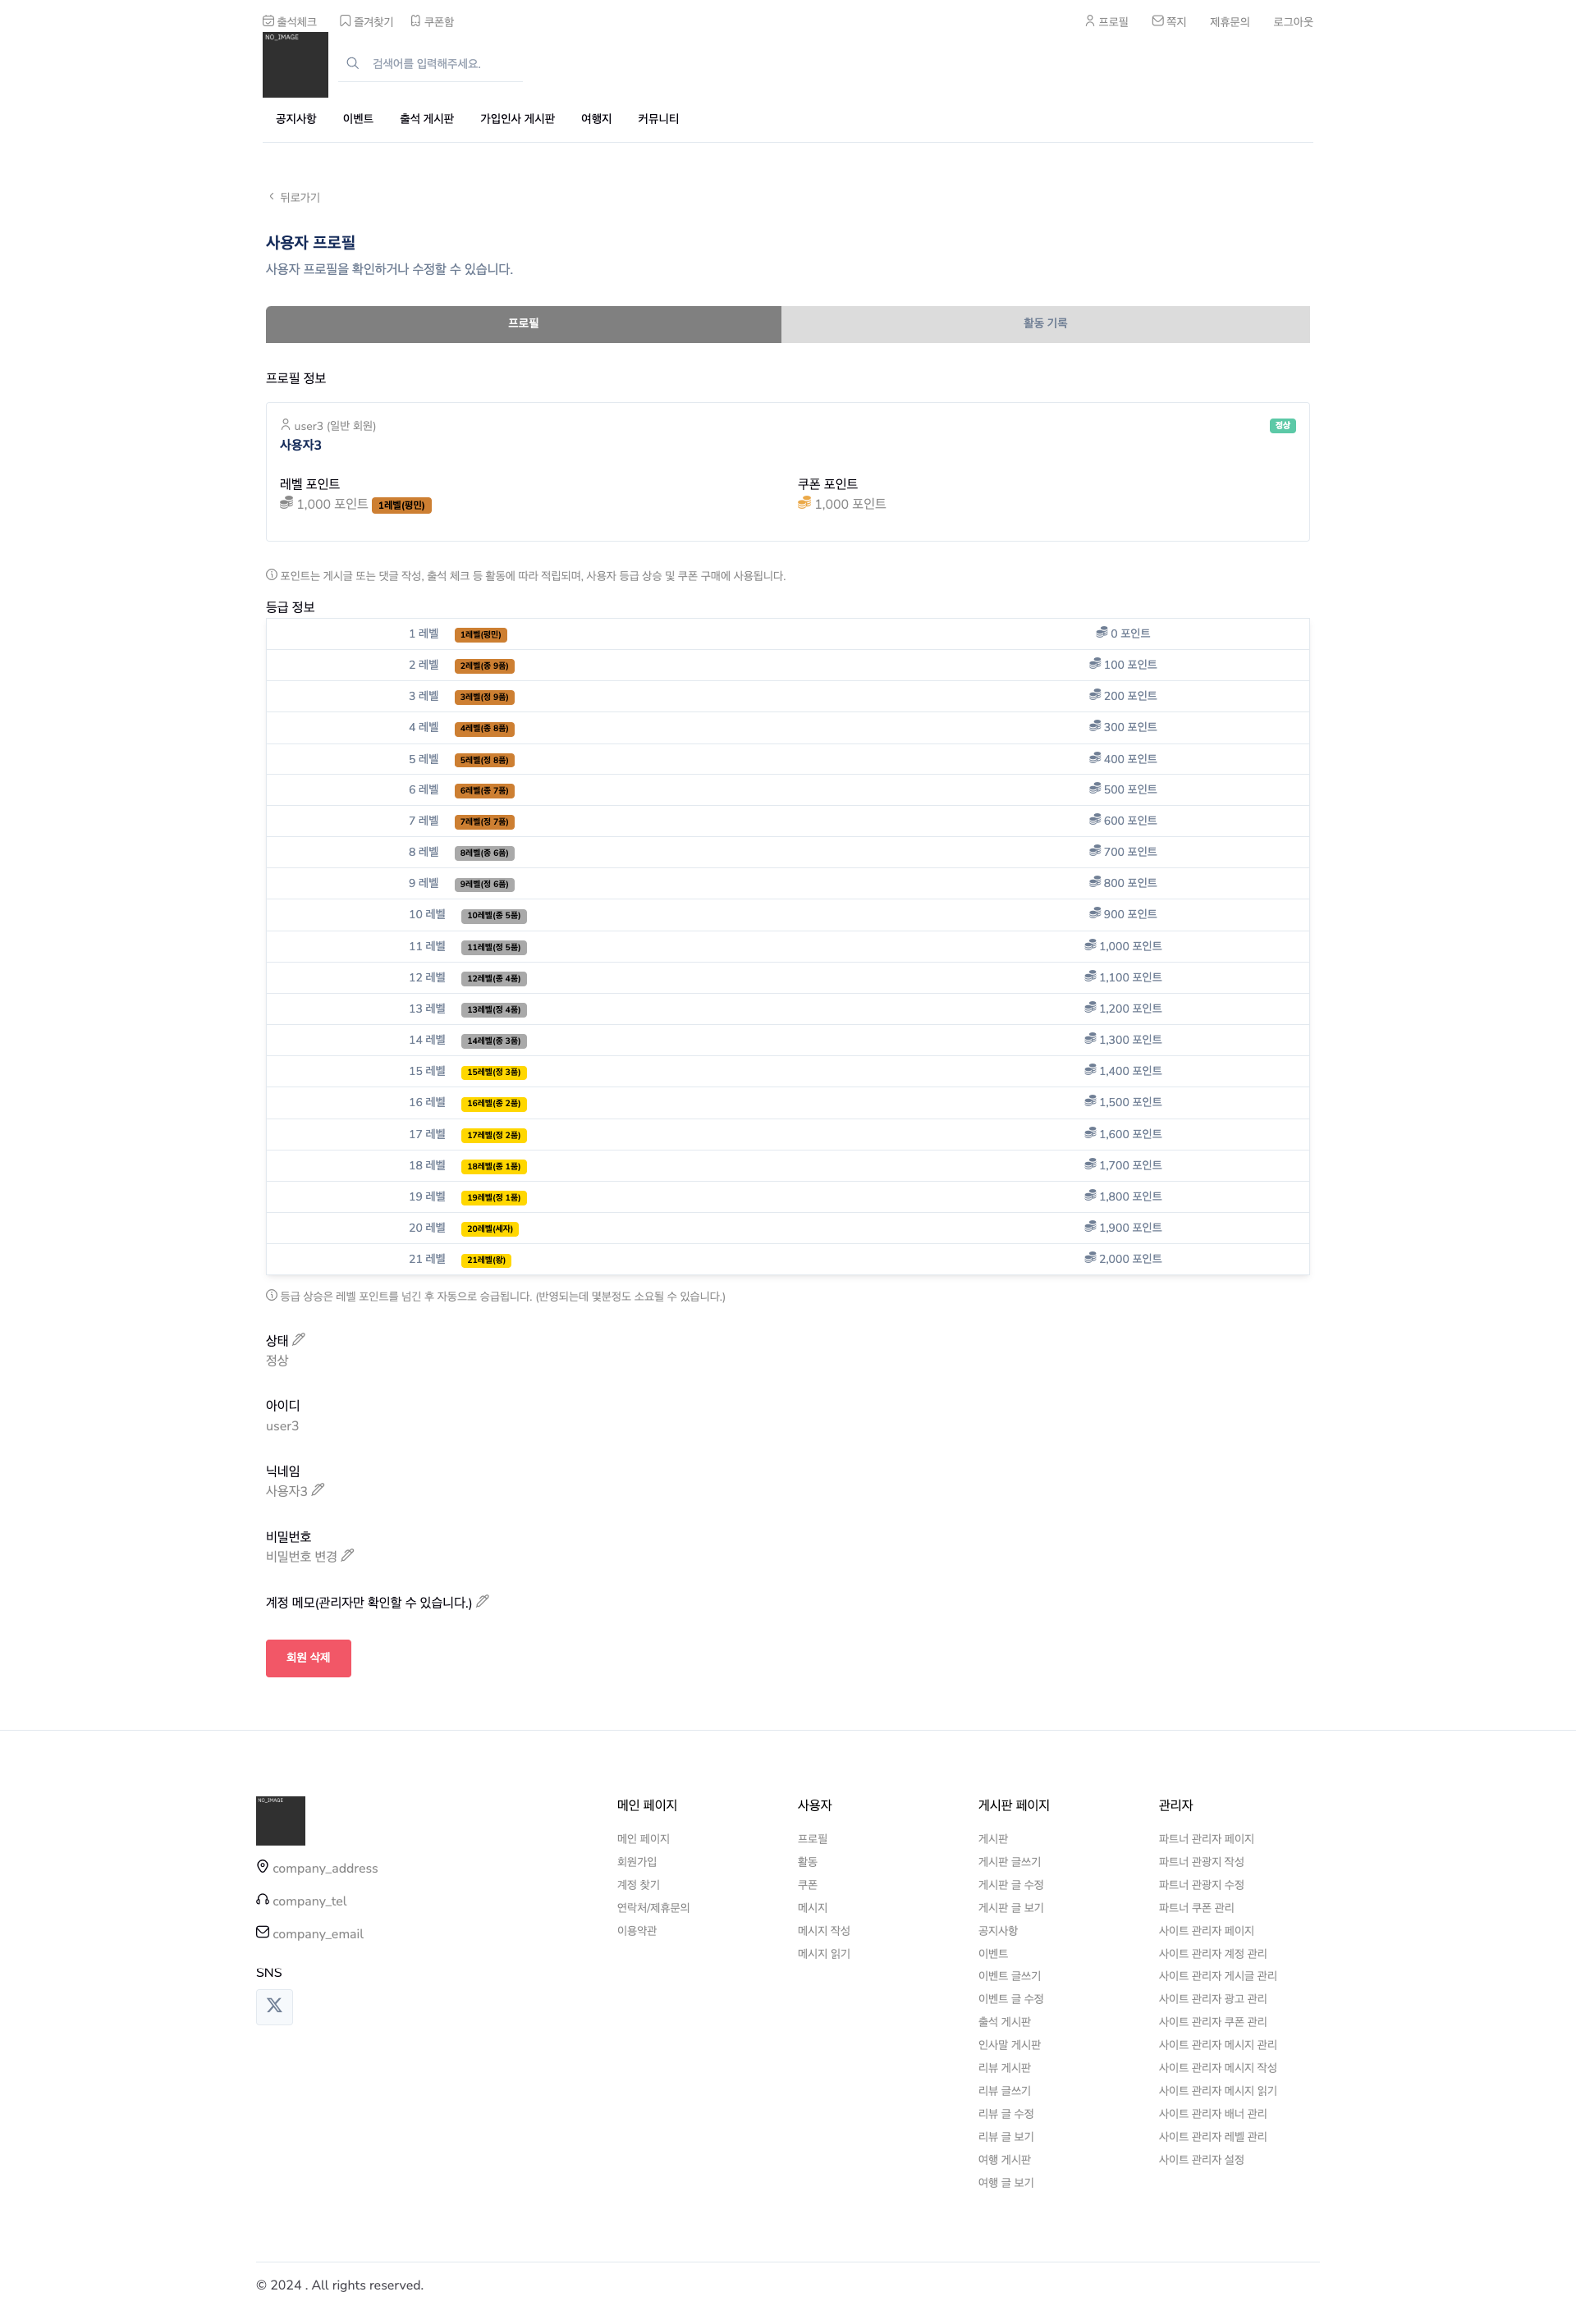 출석체크 즐겨찾기 쿠폰함 프로필 쪽지 제휴문의 로그아웃
NO_IMAGE
검색어를 입력해주세요.
공지사항 이벤트 출석 게시판 가입인사 게시판 여행지 커뮤니티
뒤로가기
사용자 프로필
사용자 프로필을 확인하거나 수정할 수 있습니다.
프로필 활동 기록
프로필 정보
user3 (일반 회원) 정상
사용자3
레벨 포인트 쿠폰 포인트
1,000 포인트 1레벨(평민) 1,000 포인트
포인트는 게시글 또는 댓글 작성, 출석 체크 등 활동에 따라 적립되며, 사용자 등급 상승 및 쿠폰 구매에 사용됩니다.
등급 정보
1 레벨 1레벨(평민) 0 포인트
2 레벨 2레벨(종 9품) 100 포인트
3 레벨 3레벨(정 9품) 200 포인트
4 레벨 4레벨(종 8품) 300 포인트
5 레벨 5레벨(정 8품) 400 포인트
6 레벨 6레벨(종 7품) 500 포인트
7 레벨 7레벨(정 7품) 600 포인트
8 레벨 8레벨(종 6품) 700 포인트
9 레벨 9레벨(정 6품) 800 포인트
10 레벨 10레벨(종 5품) 900 포인트
11 레벨 11레벨(정 5품) 1,000 포인트
12 레벨 12레벨(종 4품) 1,100 포인트
13 레벨 13레벨(정 4품) 1,200 포인트
14 레벨 14레벨(종 3품) 1,300 포인트
15 레벨 15레벨(정 3품) 1,400 포인트
16 레벨 16레벨(종 2품) 1,500 포인트
17 레벨 17레벨(정 2품) 1,600 포인트
18 레벨 18레벨(종 1품) 1,700 포인트
19 레벨 19레벨(정 1품) 1,800 포인트
20 레벨 20레벨(세자) 1,900 포인트
21 레벨 21레벨(왕) 2,000 포인트
등급 상승은 레벨 포인트를 넘긴 후 자동으로 승급됩니다. (반영되는데 몇분정도 소요될 수 있습니다.)
상태
정상
아이디
user3
닉네임
사용자3
비밀번호
비밀번호 변경
계정 메모(관리자만 확인할 수 있습니다.)
회원 삭제
NO_IMAGE
company_address
company_tel
company_email
SNS
메인 페이지
메인 페이지
회원가입
계정 찾기
연락처/제휴문의
이용약관
사용자
프로필
활동
쿠폰
메시지
메시지 작성
메시지 읽기
게시판 페이지
게시판
게시판 글쓰기
게시판 글 수정
게시판 글 보기
공지사항
이벤트
이벤트 글쓰기
이벤트 글 수정
출석 게시판
인사말 게시판
리뷰 게시판
리뷰 글쓰기
리뷰 글 수정
리뷰 글 보기
여행 게시판
여행 글 보기
관리자
파트너 관리자 페이지
파트너 관광지 작성
파트너 관광지 수정
파트너 쿠폰 관리
사이트 관리자 페이지
사이트 관리자 계정 관리
사이트 관리자 게시글 관리
사이트 관리자 광고 관리
사이트 관리자 쿠폰 관리
사이트 관리자 메시지 관리
사이트 관리자 메시지 작성
사이트 관리자 메시지 읽기
사이트 관리자 배너 관리
사이트 관리자 레벨 관리
사이트 관리자 설정
© 2024 . All rights reserved.